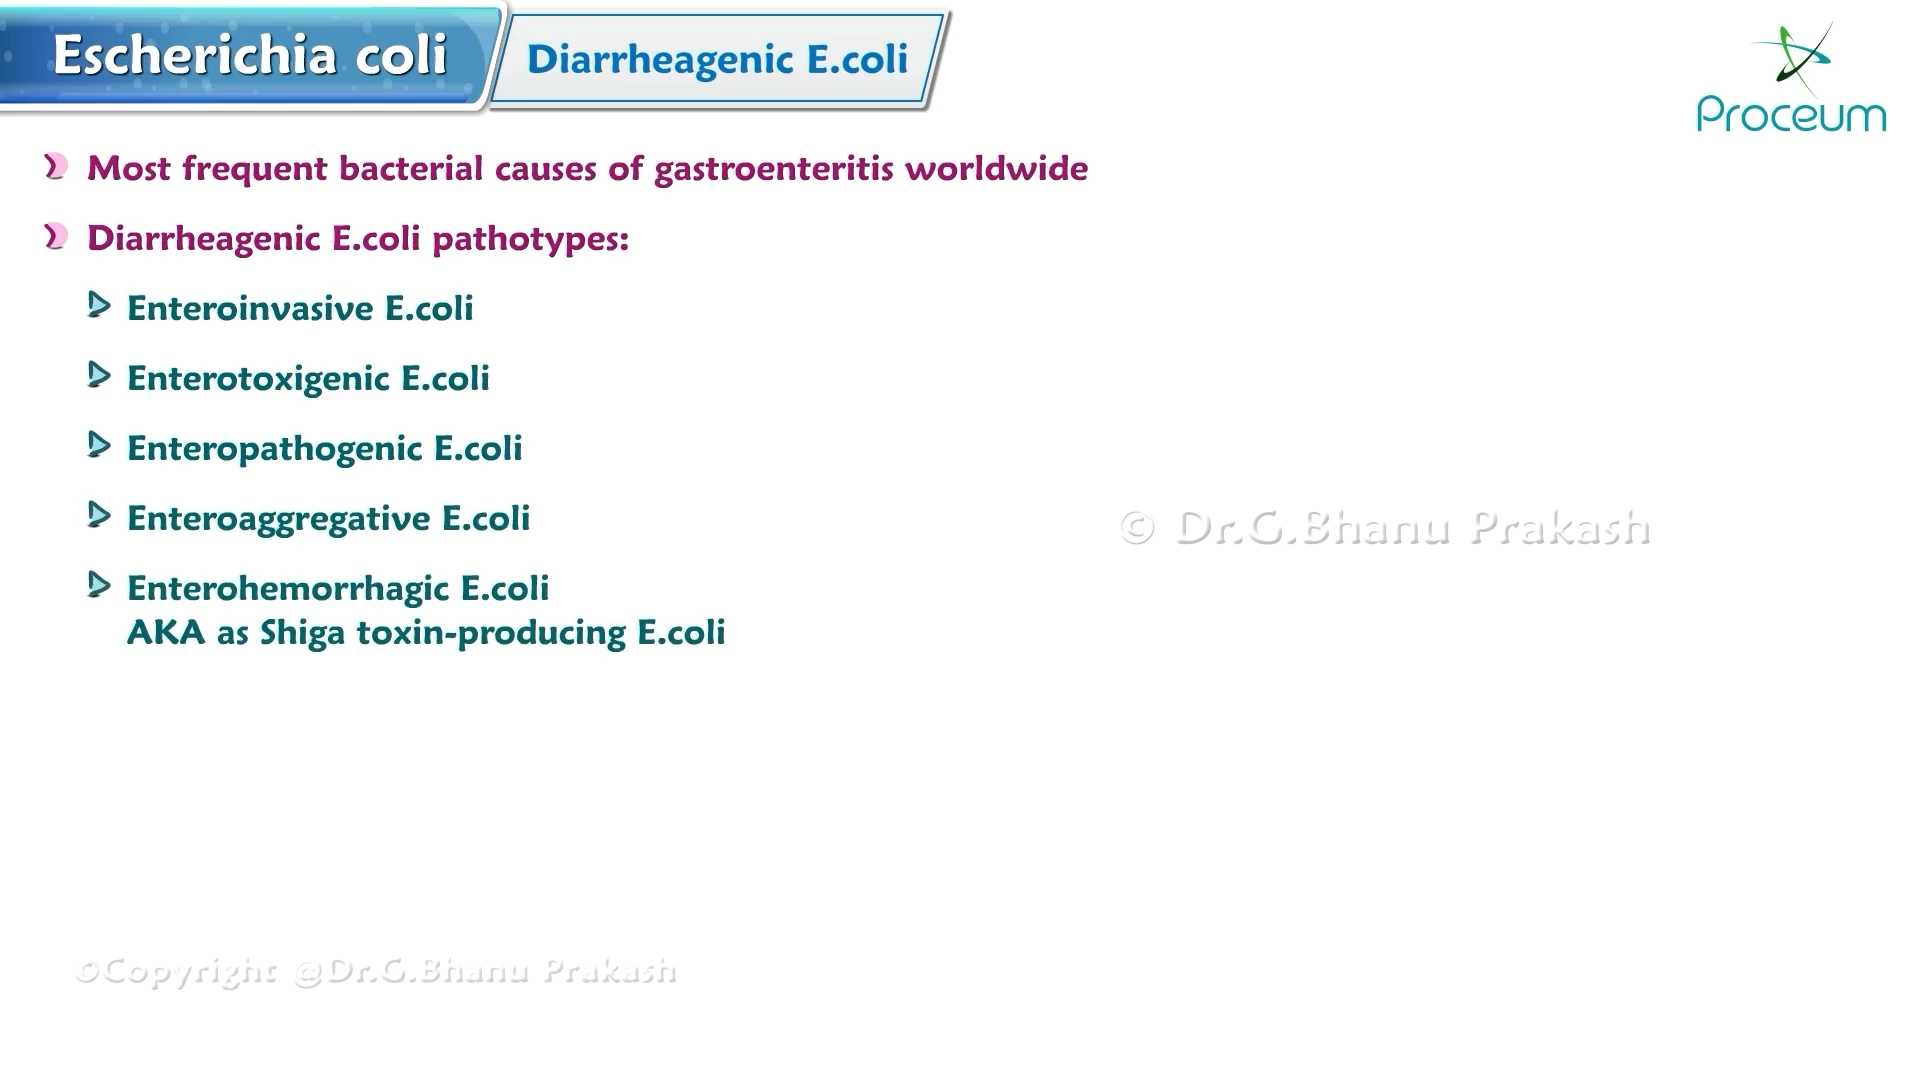 Escherichia coli
Diarrheagenic E.coli
Proceum
Most frequent bacterial causes of gastroenteritis worldwide
Diarrheagenic E.coli pathotypes:
Enteroinvasive E.coli
Enterotoxigenic E.coli
Enteropathogenic E.coli
Enteroaggregative E.coli
© Dr.G.Bhanu Prakash
Enterohemorrhagic E.coli
AKA as Shiga toxin-producing E.coli
©Copyright @Dr.G.Bhanu Prakash